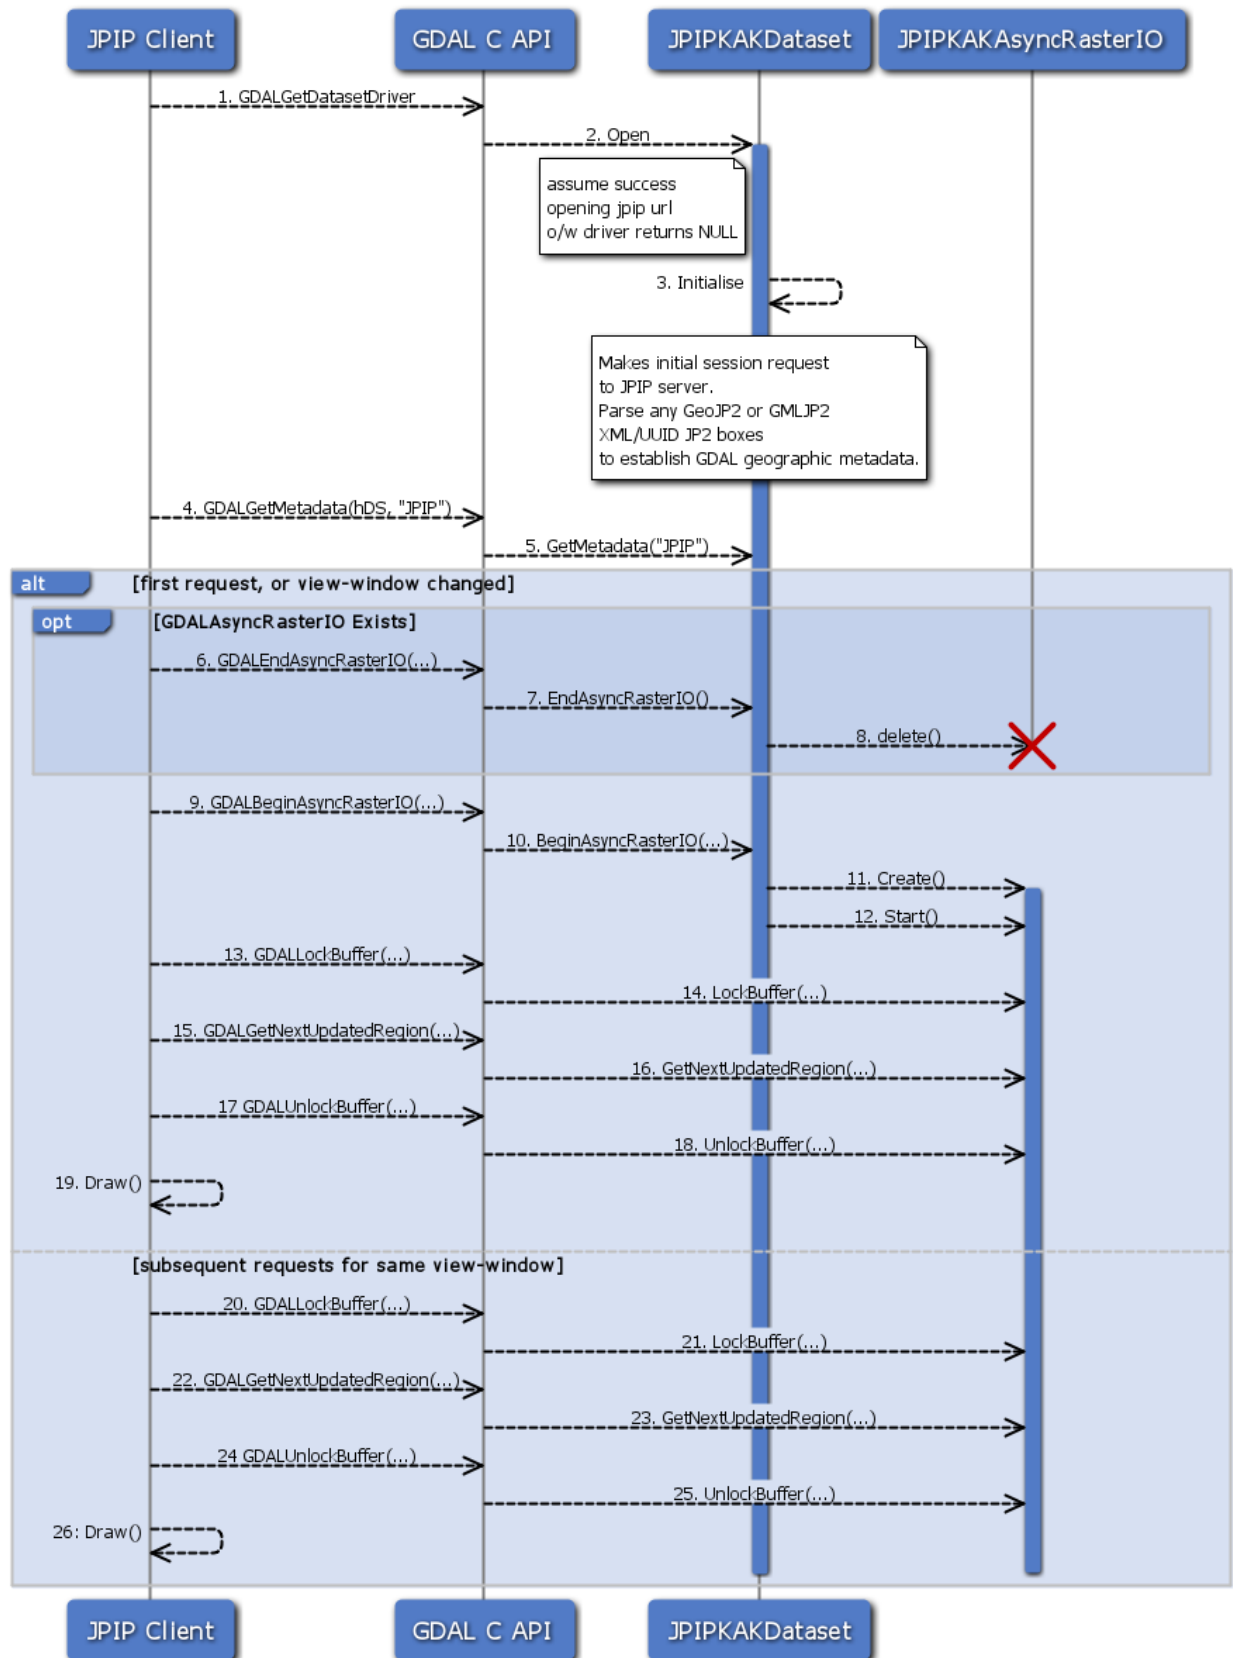 JPIP Client
GDAL C API
JPIPKAKDataset
JPIPKAKAsyncRasterIO
1. GDALGetDatasetDriver
2. Open
assume success
opening jpip url
o/w driver returns NULL
3. Initialise
Makes initial session request
to JPIP server.
Parse any GeoJP2 or GMLJP2
XML/UUID JP2 boxes
to establish GDAL geographic metadata.
4. GDALGetMetadata(hDS, "JPIP")
5. GetMetadata("JPIP")
alt
[first request, or view-window changed]
opt
[GDALAsyncRasterIO Exists]
6. GDALEndAsyncRasterIO(...)
7. EndAsyncRasterIO()
8. delete()
9. GDALBeginAsyncRasterIO(...)
10. BeginAsyncRasterIO(...)
11. Create()
12. Start()
13. GDALLockBuffer(...)
14. LockBuffer(...)
15. GDALGetNextUpdatedRegion(...)
16. GetNextUpdatedRegion(...)
17 GDALUnlockBuffer(...)
18. UnlockBuffer(...)
19. Draw()
[subsequent requests for same view-window]
20. GDALLockBuffer(...)
21. LockBuffer(...)
22. GDALGetNextUpdatedRegion(...)
23. GetNextUpdatedRegion(...)
24 GDALUnlockBuffer(...)
25. UnlockBuffer(...)
26: Draw()
JPIP Client
GDAL C API
JPIPKAKDataset